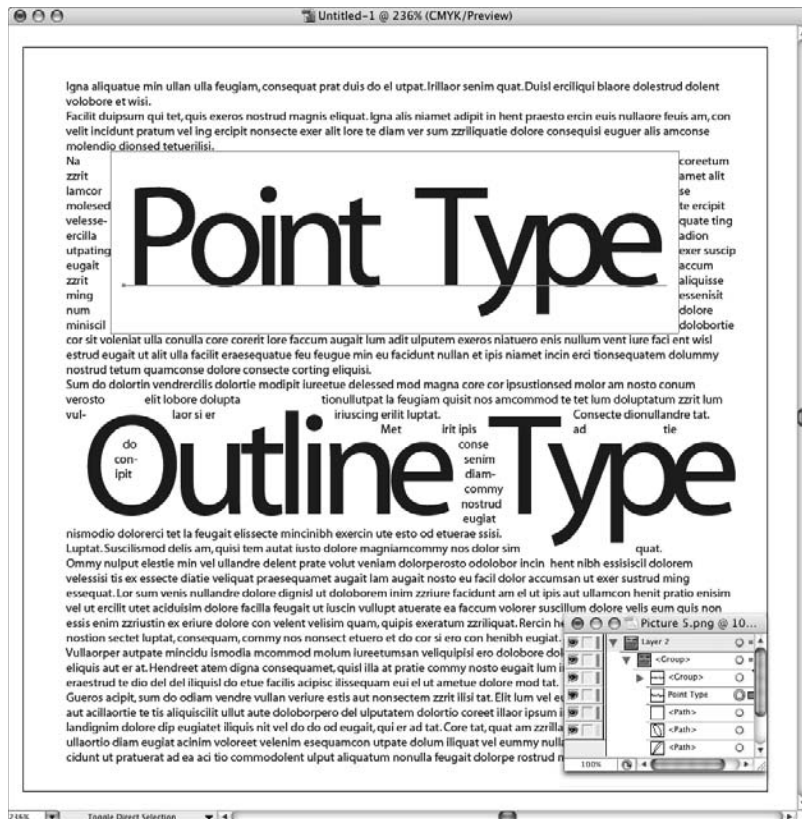 Untitled-1 @ 236% (CMYK/Preview)
Igna aliquatue min ullan ulla feugiam, consequat prat duis do el utpat. Irillaor senim quat. Duisl erciliqui blaore dolestrud dolent
volobore et wisi.
Facilit duipsum qui tet, quis exeros nostrud magnis eliquat. Igna alis niamet adipit in hent praesto ercin euis nullaore feuis am, con
velit incidunt pratum vel ing ercipit nonsecte exer alit lore te diam ver sum zzriliquatie dolore consequisi euguer alis amconse
molendio dionsed tetuerilisi.
Na coreetum
zzrit amet alit
lamcor se
molesed te ercipit
velesse- quate ting
ercilla adion
utpating exer suscip
eugait accum
zzrit aliquisse
ming essenisit
num dolore
miniscil dolobortie
Point Type
cor sit voleniat ulla conulla core corerit lore faccum augait lum adit ulputem exeros niatuero enis nullum vent iure faci ent wisl
estrud eugait ut alit ulla facilit eraesequatue feu feugue min eu facidunt nullan et ipis niamet incin erci tionsequatem dolummy
nostrud tetum quamconse dolore consecte corting eliquisi.
Sum do dolortin vendrercilis dolortie modipit iureetue delessed mod magna core cor ipsustionsed molor am nosto conum
verosto elit lobore dolupta tionullutpat la feugiam quisit nos amcommod te tet lum doluptatum zzrit lum
vul- laor si er iriuscing erilit luptat. Consecte dionullandre tat.
Met irit ipis ad tie
do conse
con- senim
ipit diam-
commy
nostrud
eugiat
Outline Type
nismodio dolorerci tet la feugait elissecte mincinibh exercin ute esto od etuerae ssisi.
Luptat. Suscilismod delis am, quisi tem autat iusto dolore magniamcommy nos dolor sim quat.
Ommy nulput elestie min vel ullandre delent prate volut veniam dolorperosto odolobor incin hent nibh essisiscil dolorem
velessisi tis ex essecte diatie veliquat praesequamet augait lam augait nosto eu facil dolor accumsan ut exer sustrud ming
essequat. Lor sum venis nullandre dolore dignisl ut doloborem inim zzriure facidunt am el ut ipis aut ullamcon henit pratio enisim
vel ut ercilit utet aciduisim dolore facilla feugait ut iuscin vullupt atuerate ea faccum volorer suscillum dolore velis eum quis non
essis enim zzriustin ex eriure dolore con velent velisim quam, quipis exeratum zzriliquat. Rercin
nostion sectet luptat, consequam, commy nos nonsect etuero et do cor si ero con henibh eugiat.
Vullaorper autpate mincidu ismodia mcommod molum iureetumsan veliquipisi ero dolobore
eliquis aut er at. Hendreet atem digna consequamet, quisl illa at pratie commy nosto eugait lum
eraestrud te dio del del iliquisl do etue facilis acipisc ilissequam eui el ut ametue dolore mod tat.
Gueros acipit, sum do odiam vendre vullan veriure estis aut nonsectem zzrit ilisi tat. Elit lum vel
aut acillaortie te tis aliquiscilit ullut aute doloborpero del ulputatem dolortio coreet illaor ipsum
landignim dolore dip eugiatet iliquis nit vel do do od eugait, qui er ad tat. Core tat, quat am
ullaortio diam eugiat acinim voloreet velenim esequamcon utpate dolum iliquat vel eummy
cidunt ut pratuerat ad ea aci tio commodolent ulput aliquatum nonulla feugait dolorpe rostrud
Picture 5.png @ 10...
Layer 2
<Group>
<Group>
Point Type
<Path>
<Path>
<Path>
100%
236%
Toggle Direct Selection